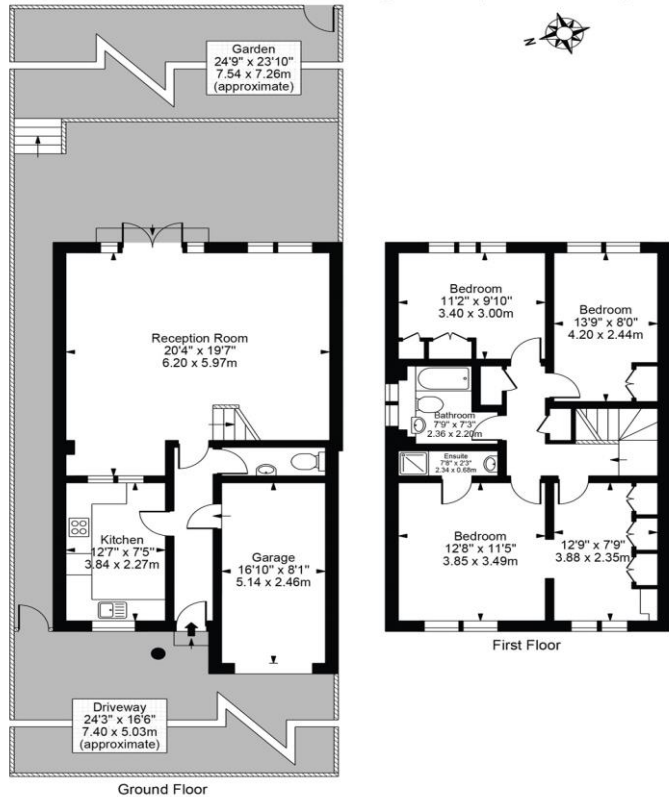 Garden
24'9" x 23'10"
7.54 x 7.26m
(approximate)
N
Reception Room
20'4" x 19'7"
6.20 x 5.97m
Kitchen
12'7" x 7'5"
3.84 x 2.27m
Garage
16'10" x 8'1"
5.14 x 2.46m
Driveway
24'3" x 16'6"
7.40 x 5.03m
(approximate)
Ground Floor
Bedroom
11'2" x 9'10"
3.40 x 3.00m
Bedroom
13'9" x 8'0"
4.20 x 2.44m
Bathroom
7'9" x 7'3"
2.36 x 2.20m
Ensuite
7'8" x 2'3"
2.34 x 0.68m
Bedroom
12'8" x 11'5"
3.85 x 3.49m
12'9" x 7'9"
3.88 x 2.35m
First Floor